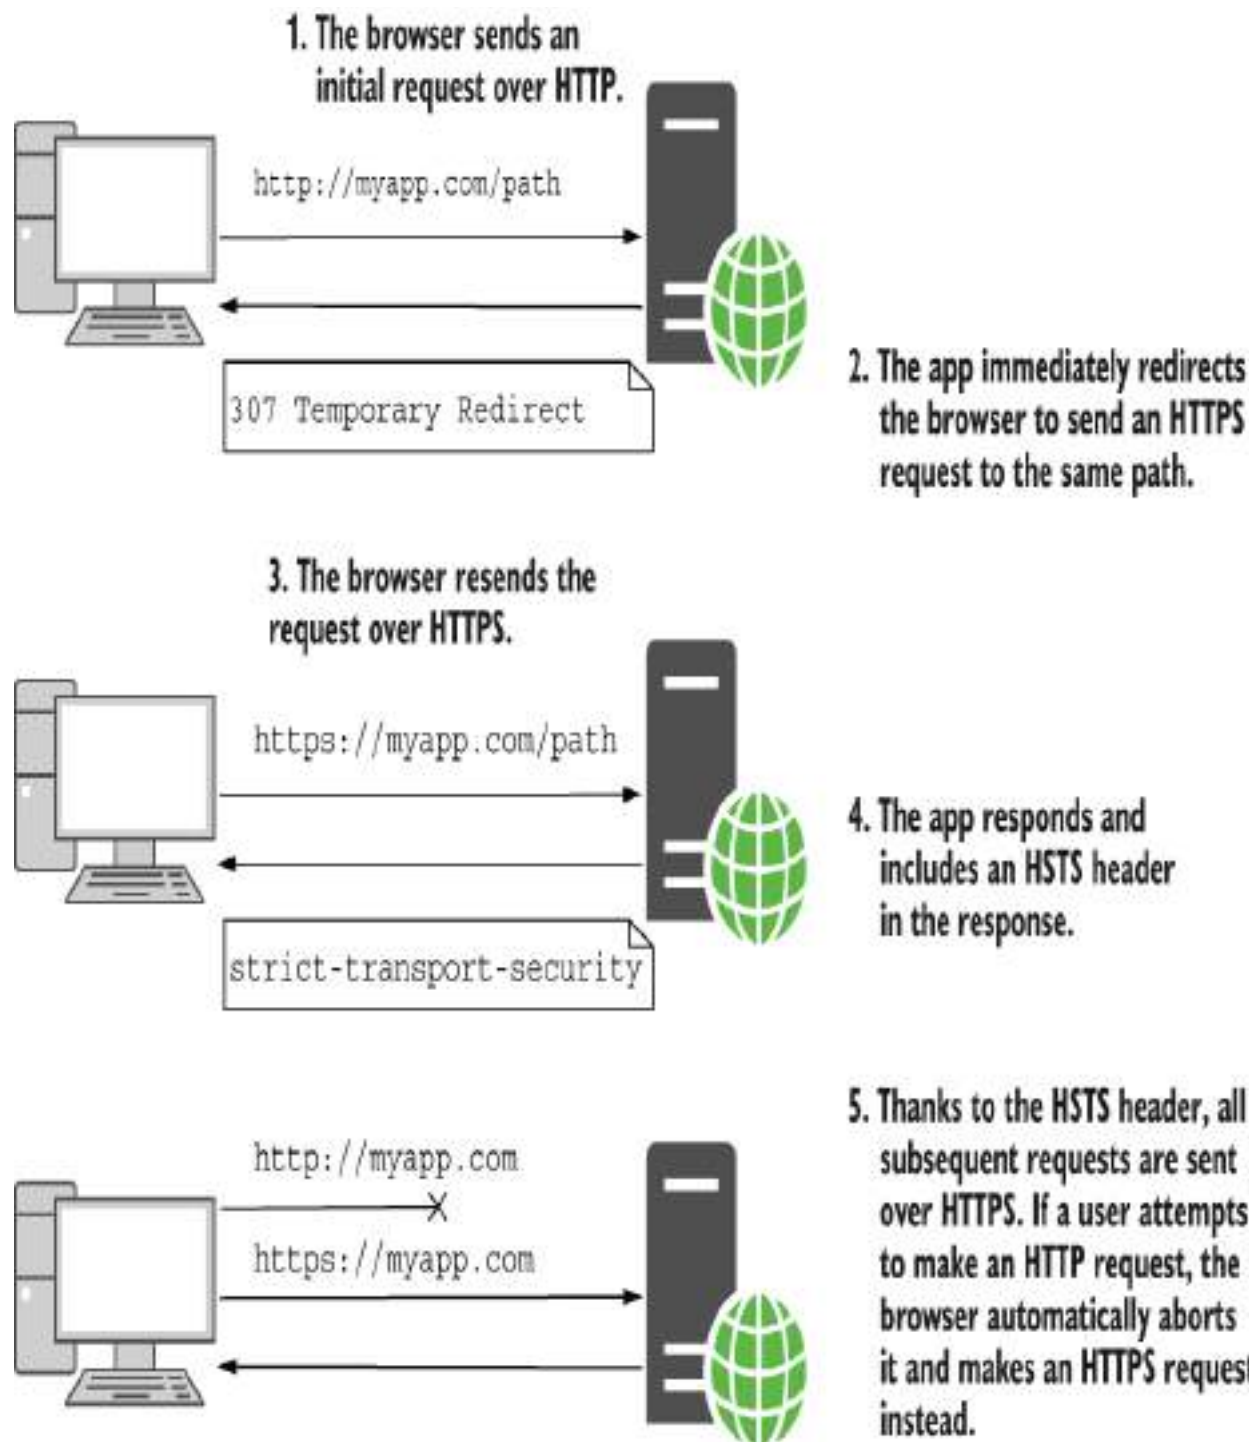 1. The browser sends an
initial request over HTTP.
http://myapp.com/path
307 Temporary Redirect
2. The app immediately redirects
the browser to send an HTTPS
request to the same path.
3. The browser resends the
request over HTTPS.
https://myapp.com/path
4. The app responds and
includes an HSTS header
in the response.
strict-transport-security
5. Thanks to the HSTS header, all
subsequent requests are sent
over HTTPS. If a user attempts
to make an HTTP request, the
browser automatically aborts
it and makes an HTTPS request
instead.
http://myapp.com
https://myapp.com